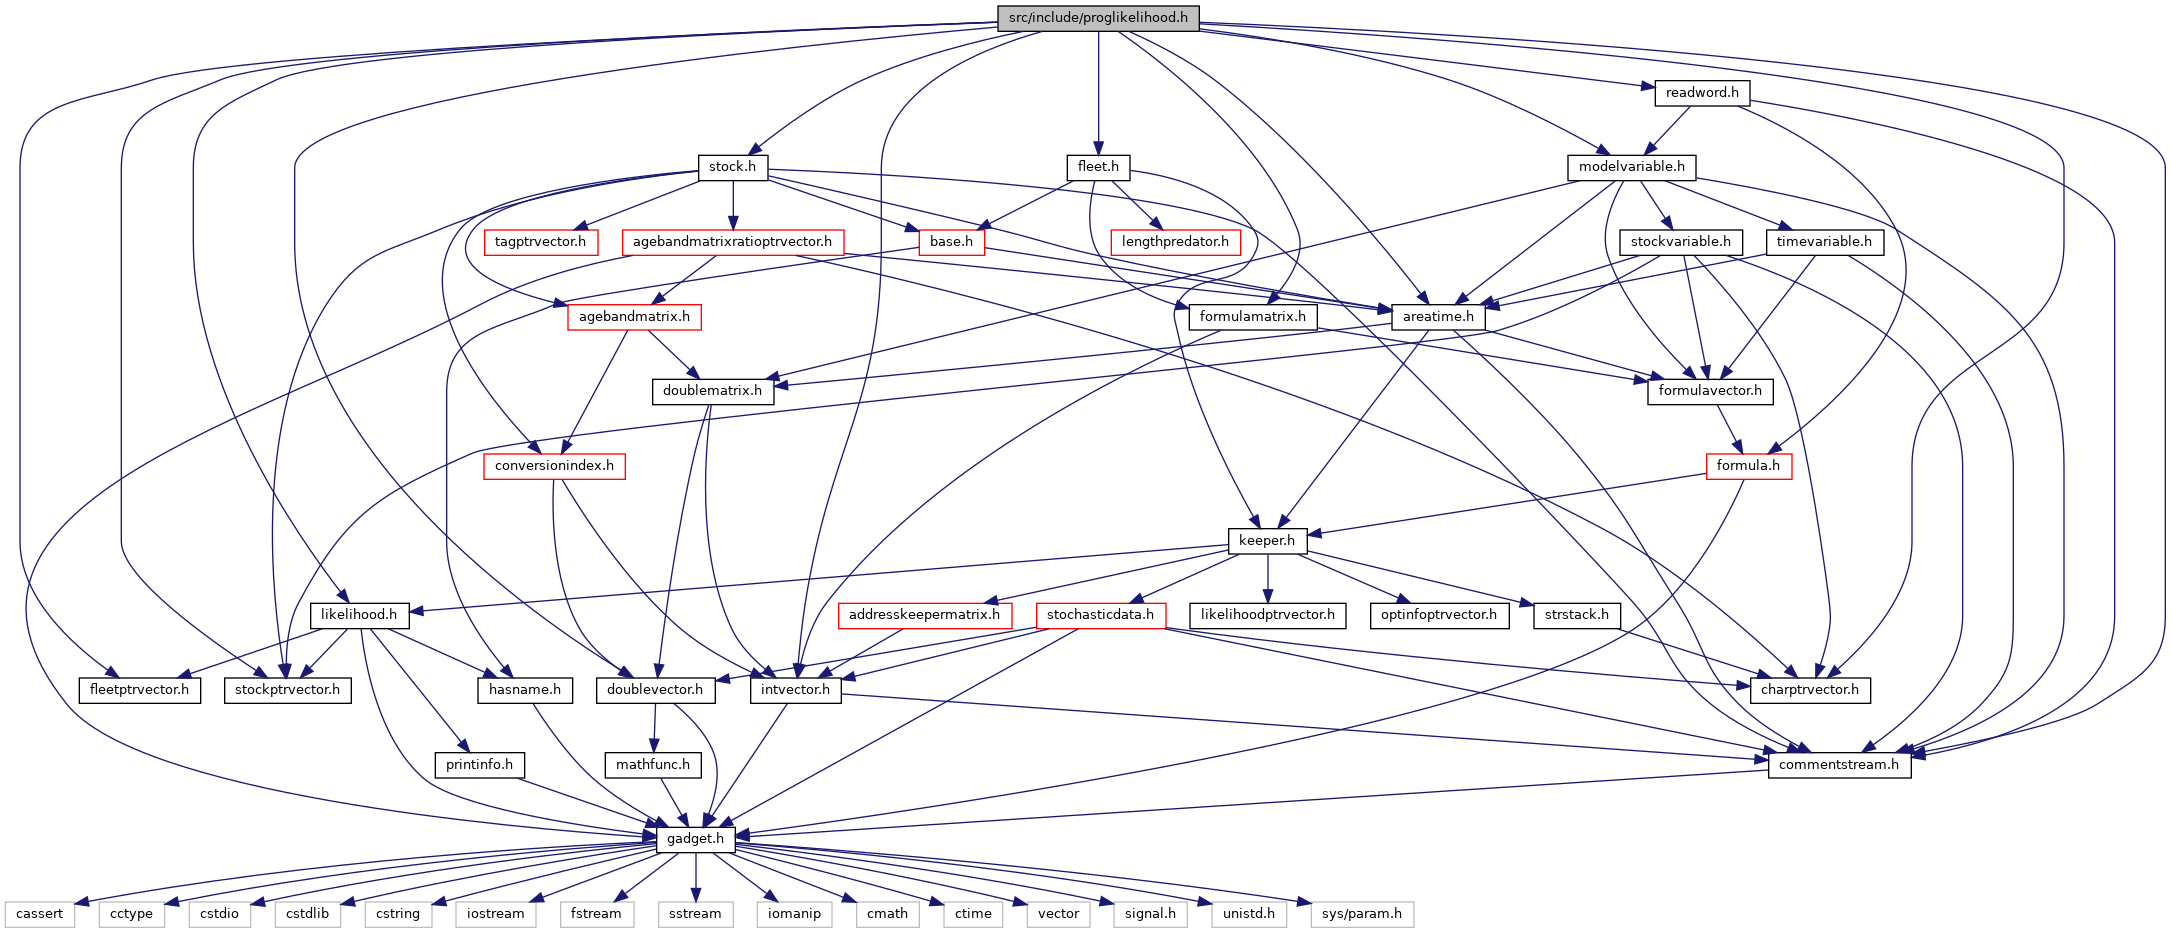 src/include/proglikelihood.h
readword.h
stock.h
fleet.h
modelvariable.h
tagptrvector.h
agebandmatrixratioptrvector.h
base.h
lengthpredator.h
stockvariable.h
timevariable.h
agebandmatrix.h
formulamatrix.h
areatime.h
doublematrix.h
formulavector.h
conversionindex.h
formula.h
keeper.h
likelihood.h
addresskeepermatrix.h
stochasticdata.h
likelihoodptrvector.h
optinfoptrvector.h
strstack.h
fleetptrvector.h
stockptrvector.h
hasname.h
doublevector.h
intvector.h
charptrvector.h
printinfo.h
mathfunc.h
commentstream.h
gadget.h
cassert
cctype
cstdio
cstdlib
cstring
iostream
fstream
sstream
iomanip
cmath
ctime
vector
signal.h
unistd.h
sys/param.h